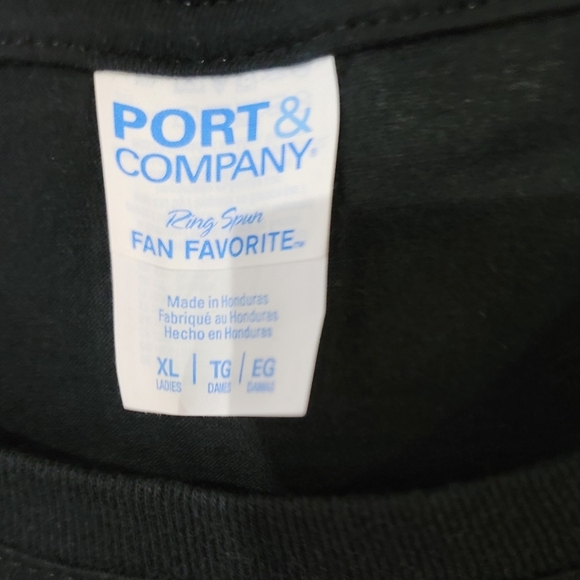 PORT &
COMPANY®
Ring Spun
FAN FAVORITE™
Made in Honduras
Fabriqué au Honduras
Hecho en Honduras
XL | TG / EG
LADIES DAMES DAMAS